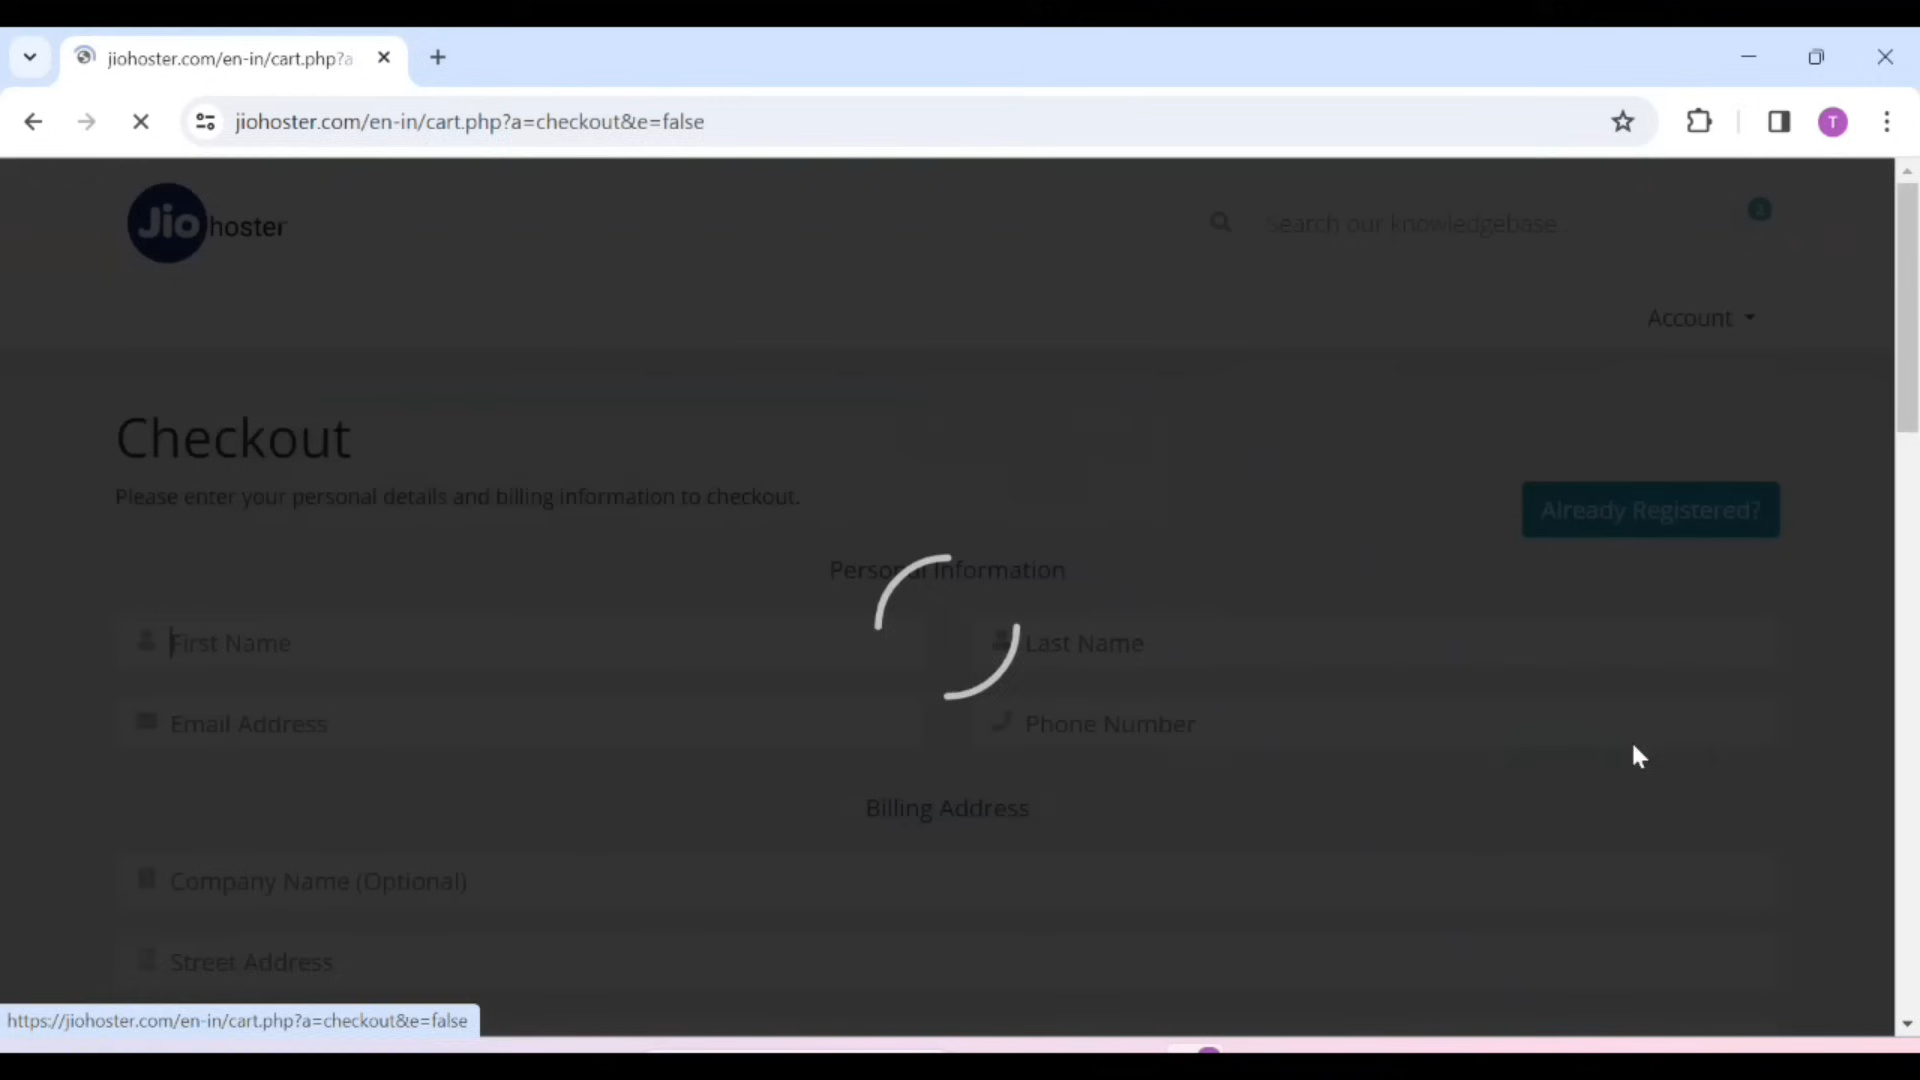 jiohoster.com/en-in/cart.php?a
jiohoster.com/en-in/cart.php?a=checkout&e=false
T
Jio hoster
Search our knowledgebase
Account
Checkout
Please enter your personal details and billing information to checkout.
Already Registered?
Personal Information
First Name
Last Name
Email Address
Phone Number
Billing Address
Company Name (Optional)
Street Address
https://jiohoster.com/en-in/cart.php?a=checkout&e=false